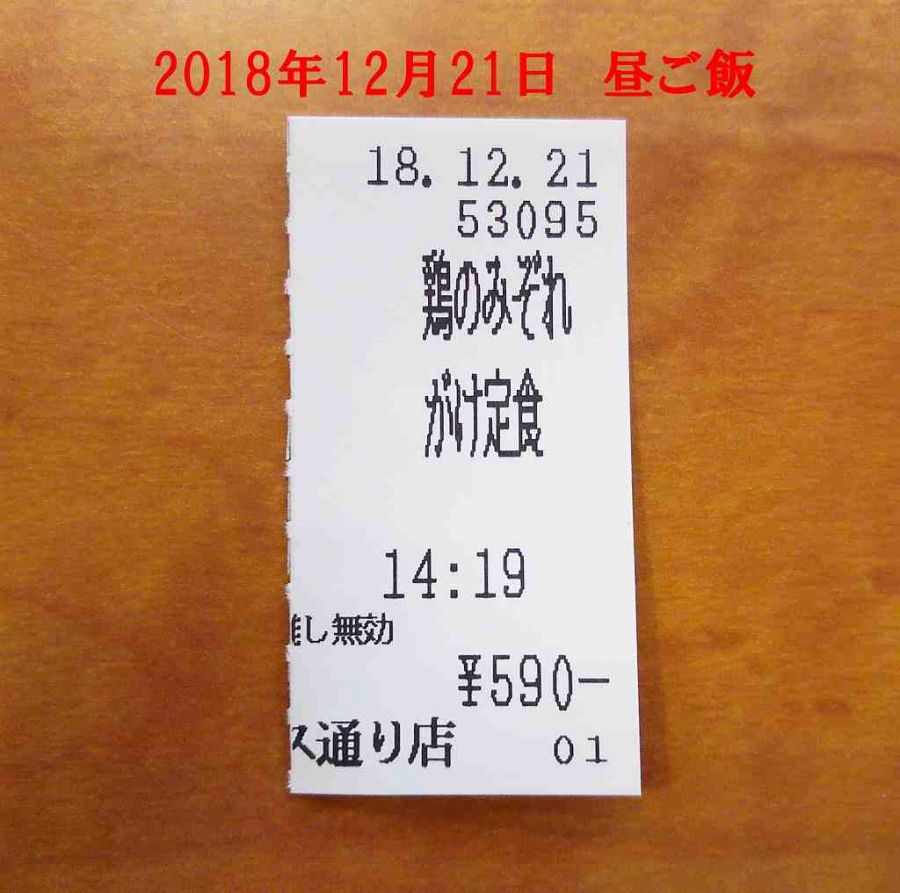 2018年12月21日　昼ご飯
18.12.21
53095
鶏のみぞれ
がけ定食
14:19
し無効
¥590-
ス通り店 01